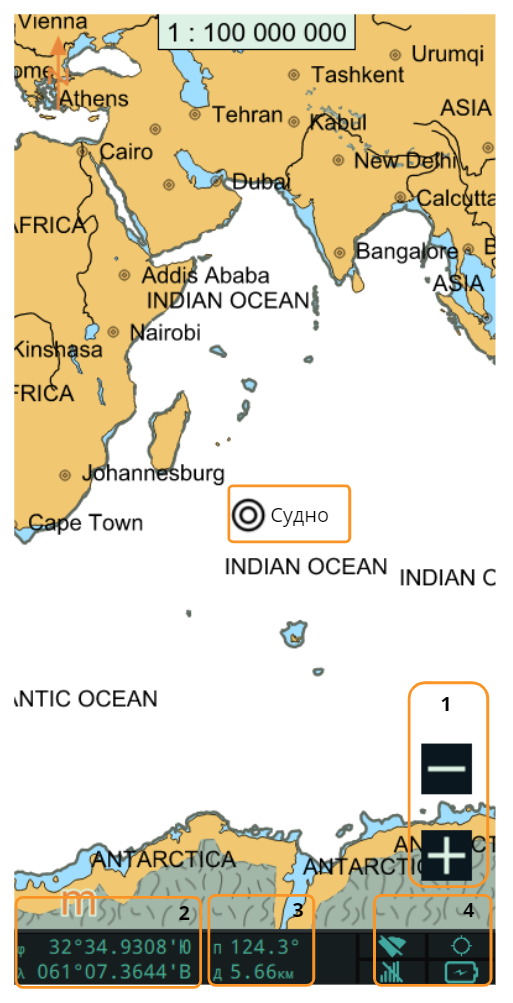 Vienna
1 : 100 000 000
Urumqi
ome
Tashkent
Athens
ASIA
Tehran
Kabul
Cairo
New Delhi
Dubai
Calcutta
AFRICA
Bangalore
B
Addis Ababa
ASIA
INDIAN OCEAN
Nairobi
Kinshasa
FRICA
Johannesburg
Судно
Cape Town
INDIAN OCEAN
INDIAN O
ANTIC OCEAN
1
ANTARCTICA
ANTARCTICA
m
2
3
4
φ 32°34.9308'Ю
λ 061°07.3644'В
П 124.3°
Д 5.66км